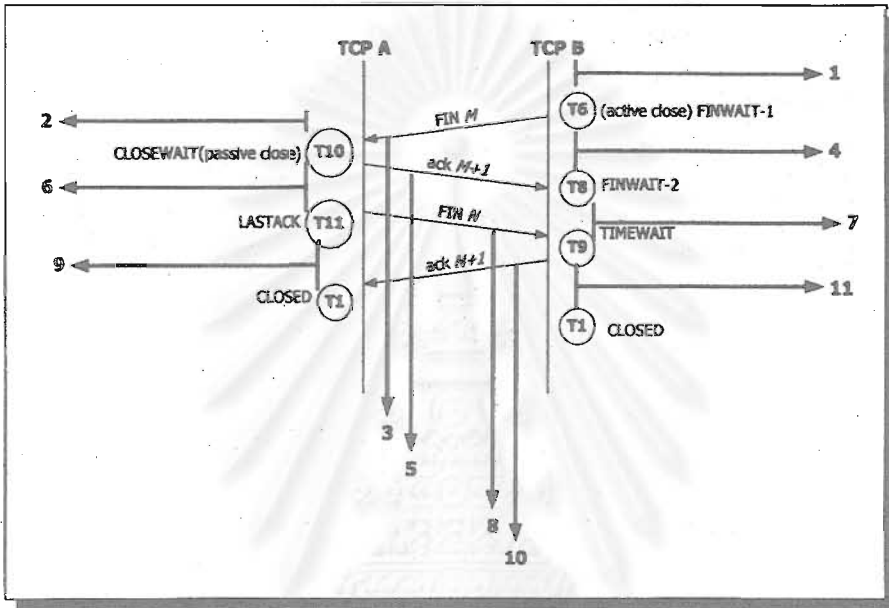 TCP A
TCP B
1
T6 (active close) FINWAIT-1
FIN M
2
CLOSEWAIT(passive close) T10
4
ack M+1
6
T8 FINWAIT-2
LASTACK T11
FIN N
7
TIMEWAIT
T9
9
ack N+1
11
CLOSED T1
T1 CLOSED
3
5
8
10